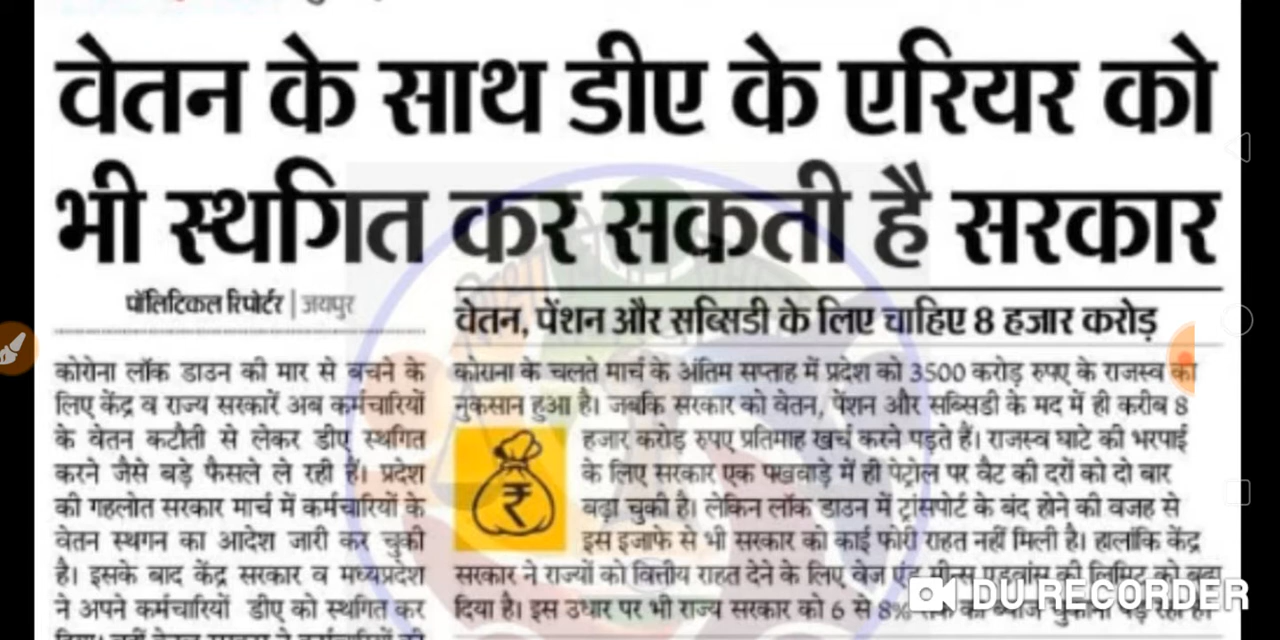 वेतन के साथ डीए के एरियर को
भी स्थगित कर सकती है सरकार
पॉलिटिकल रिपोर्टर | जयपुर
कोरोना लॉक डाउन की मार से बचने के
लिए केंद्र व राज्य सरकारें अब कर्मचारियों
के वेतन कटौती से लेकर डीए स्थगित
करने जैसे बड़े फैसले ले रही हैं। प्रदेश
की गहलोत सरकार मार्च में कर्मचारियों के
वेतन स्थगन का आदेश जारी कर चुकी
है। इसके बाद केंद्र सरकार व मध्यप्रदेश
ने अपने कर्मचारियों डीए को स्थगित कर
वेतन, पेंशन और सब्सिडी के लिए चाहिए 8 हजार करोड़
कोराना के चलते मार्च के अंतिम सप्ताह में प्रदेश को 3500 करोड़ रुपए के राजस्व का
नुकसान हुआ है। जबकि सरकार को वेतन, पेंशन और सब्सिडी के मद में ही करीब 8
हजार करोड़ रुपए प्रतिमाह खर्च करने पड़ते हैं। राजस्व घाटे की भरपाई
के लिए सरकार एक पखवाड़े में ही पेट्रोल पर वैट की दरों को दो बार
बढ़ा चुकी है। लेकिन लॉक डाउन में ट्रांसपोर्ट के बंद होने की वजह से
इस इजाफे से भी सरकार को काई फोरी राहत नहीं मिली है। हालांकि केंद्र
सरकार ने राज्यों को वित्तीय राहत देने के लिए वेज एंड मीन्स एडवांस की लिमिट को बढ़ा
दिया है। इस उधार पर भी राज्य सरकार को 6 से 8%
DU RECORDER